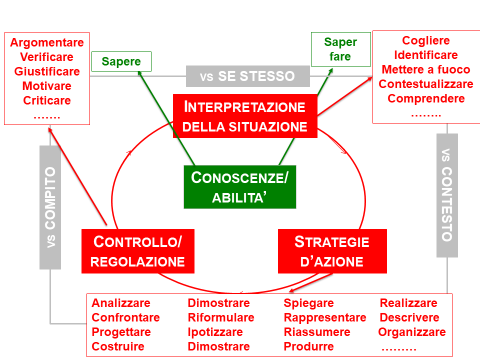 Argomentare
Verificare
Giustificare
Motivare
Criticare
…….
Sapere
Saper
fare
Cogliere
Identificare
Mettere a fuoco
Contestualizzare
Comprendere
……..
vs SE STESSO
INTERPRETAZIONE
DELLA SITUAZIONE
CONOSCENZE/
ABILITA’
vs COMPITO
vs CONTESTO
CONTROLLO/
REGOLAZIONE
STRATEGIE
D’AZIONE
Analizzare Dimostrare Spiegare Realizzare
Confrontare Riformulare Rappresentare Descrivere
Progettare Ipotizzare Riassumere Organizzare
Costruire Dimostrare Produrre ………